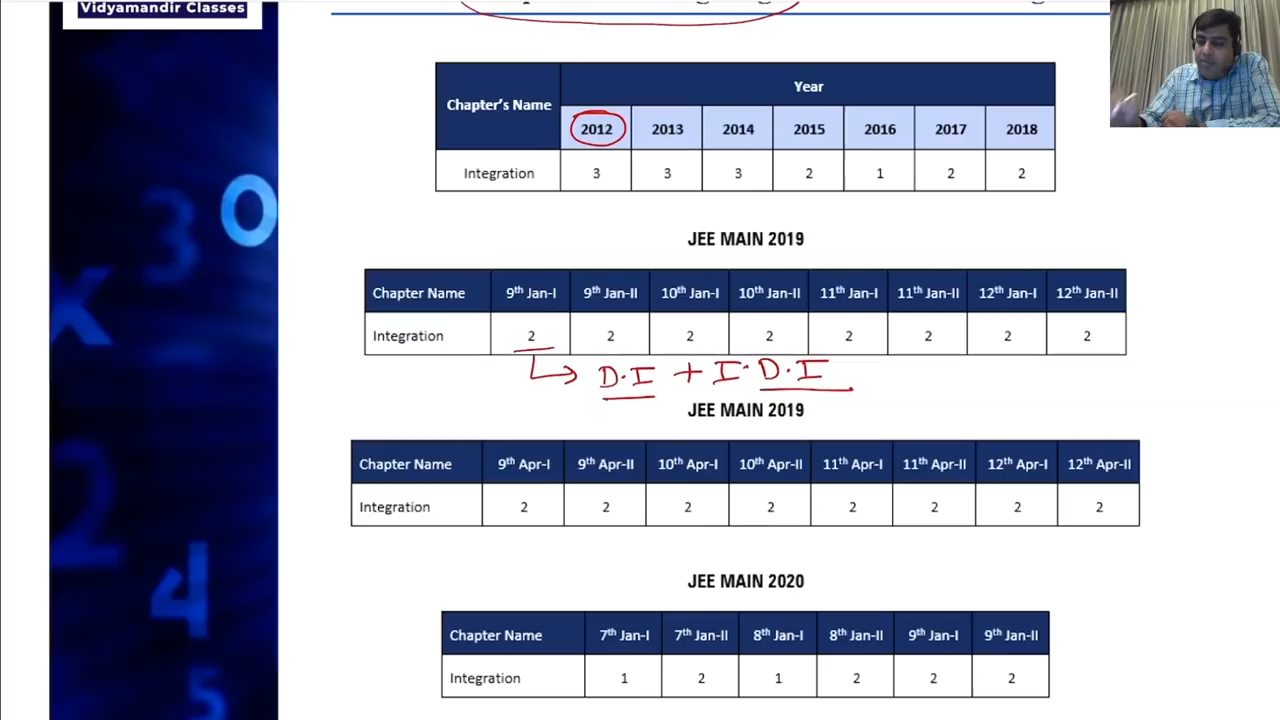 Vidyamandir Classes
Chapter's Name Year
2012 2013 2014 2015 2016 2017 2018
Integration 3 3 3 2 1 2 2
JEE MAIN 2019
Chapter Name 9th Jan-I 9th Jan-II 10th Jan-I 10th Jan-II 11th Jan-I 11th Jan-II 12th Jan-I 12th Jan-II
Integration 2 2 2 2 2 2 2 2
D.I + I.D.I
JEE MAIN 2019
Chapter Name 9th Apr-I 9th Apr-II 10th Apr-I 10th Apr-II 11th Apr-I 11th Apr-II 12th Apr-I 12th Apr-II
Integration 2 2 2 2 2 2 2 2
JEE MAIN 2020
Chapter Name 7th Jan-I 7th Jan-II 8th Jan-I 8th Jan-II 9th Jan-I 9th Jan-II
Integration 1 2 1 2 2 2
3 0
x
2
4
5